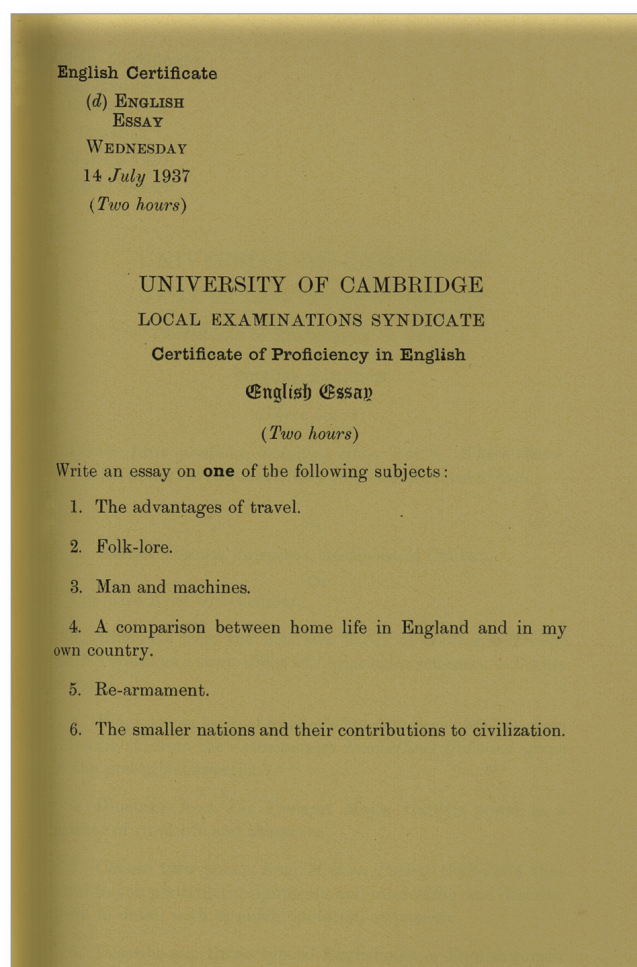 English Certificate
(d) ENGLISH
ESSAY
WEDNESDAY
14 July 1937
(Two hours)
UNIVERSITY OF CAMBRIDGE
LOCAL EXAMINATIONS SYNDICATE
Certificate of Proficiency in English
English Essay
(Two hours)
Write an essay on one of the following subjects:
1. The advantages of travel.
2. Folk-lore.
3. Man and machines.
4. A comparison between home life in England and in my
own country.
5. Re-armament.
6. The smaller nations and their contributions to civilization.